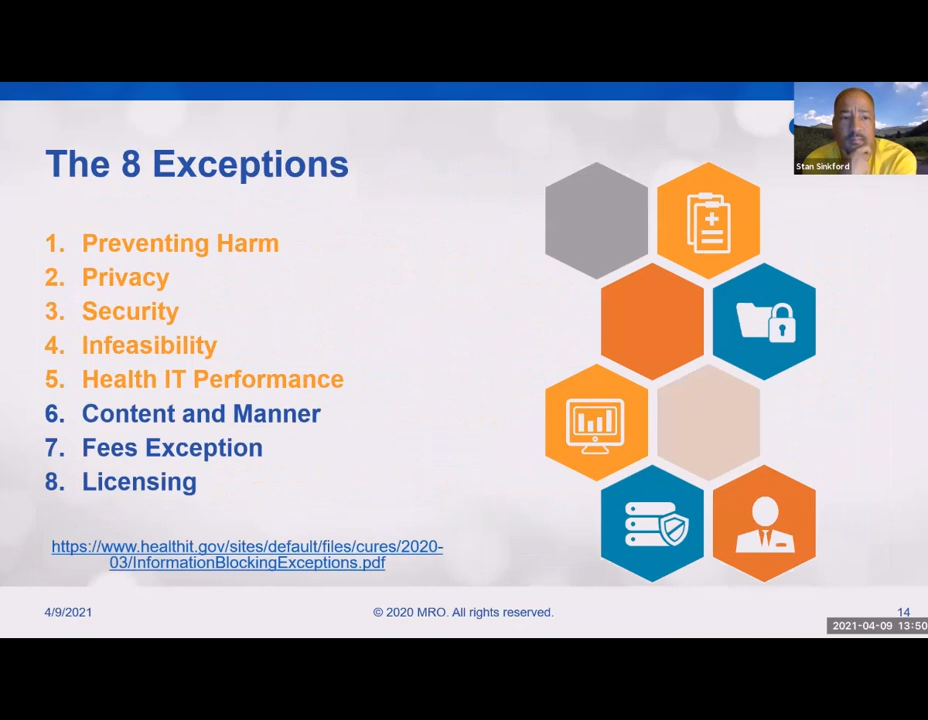 The 8 Exceptions
Stan Sinkford
1. Preventing Harm
2. Privacy
3. Security
4. Infeasibility
5. Health IT Performance
6. Content and Manner
7. Fees Exception
8. Licensing
https://www.healthit.gov/sites/default/files/cures/2020-
03/InformationBlockingExceptions.pdf
4/9/2021
© 2020 MRO. All rights reserved.
14
2021-04-09 13:50